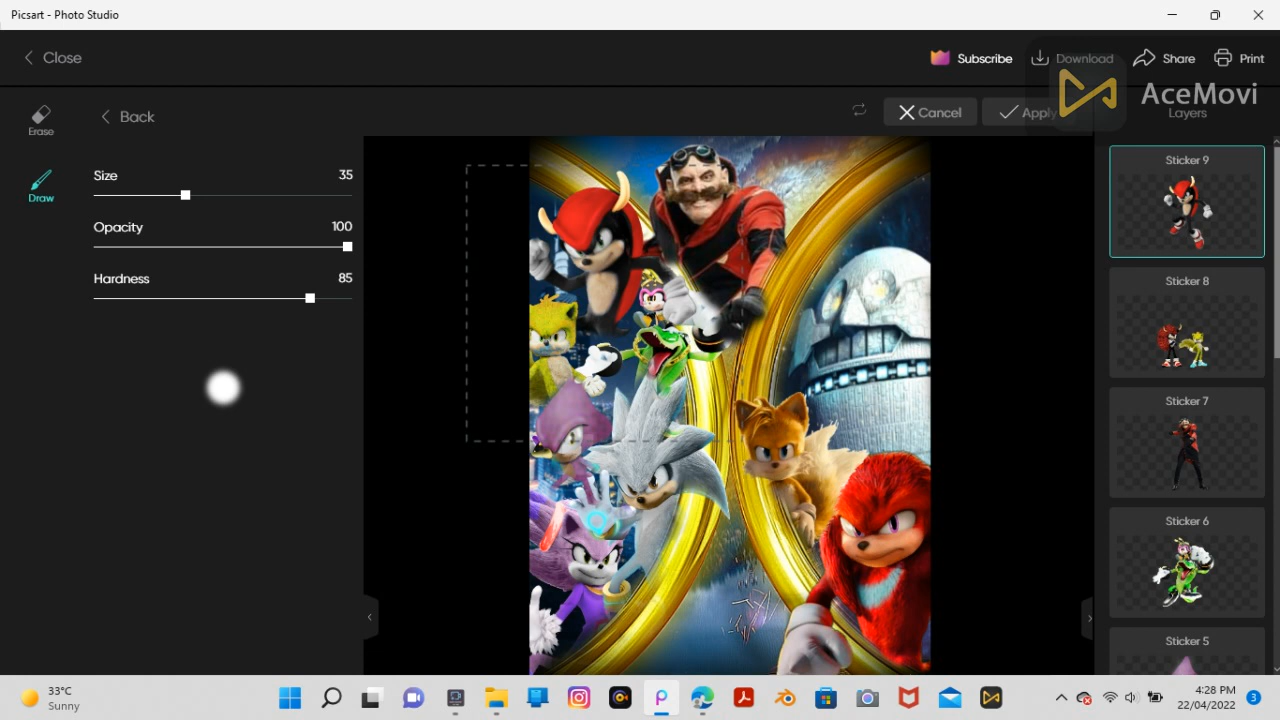 Picsart - Photo Studio
Close
Subscribe
Download
Share
Print
AceMovi
Erase
Back
Cancel
Apply
Layers
Draw
Size 35
Opacity 100
Hardness 85
Sticker 9
Sticker 8
Sticker 7
Sticker 6
Sticker 5
33°C
Sunny
4:28 PM
22/04/2022
3